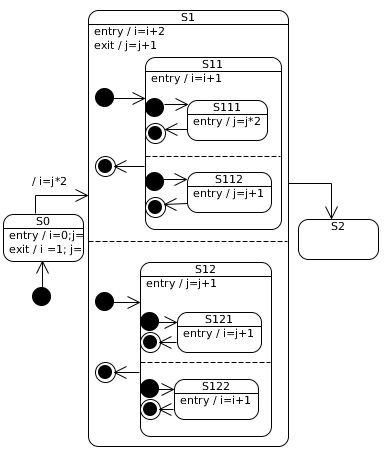 S1
entry / i=i+2
exit / j=j+1
S11
entry / i=i+1
S111
entry / j=j*2
S112
entry / j=j+1
/ i=j*2
S0
entry / i=0;j=
exit / i =1; j=
S2
S12
entry / j=j+1
S121
entry / i=j+1
S122
entry / i=i+1